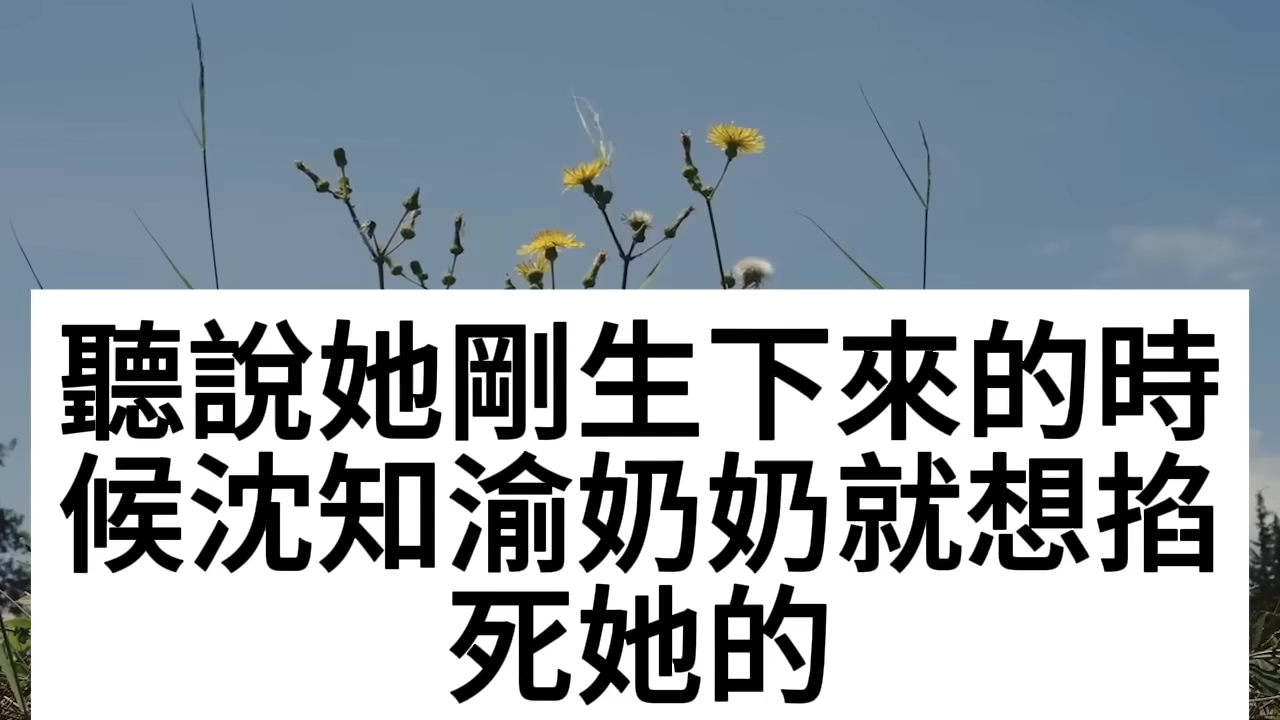 聽說她剛生下來的時
候沈知渝奶奶就想掐
死她的